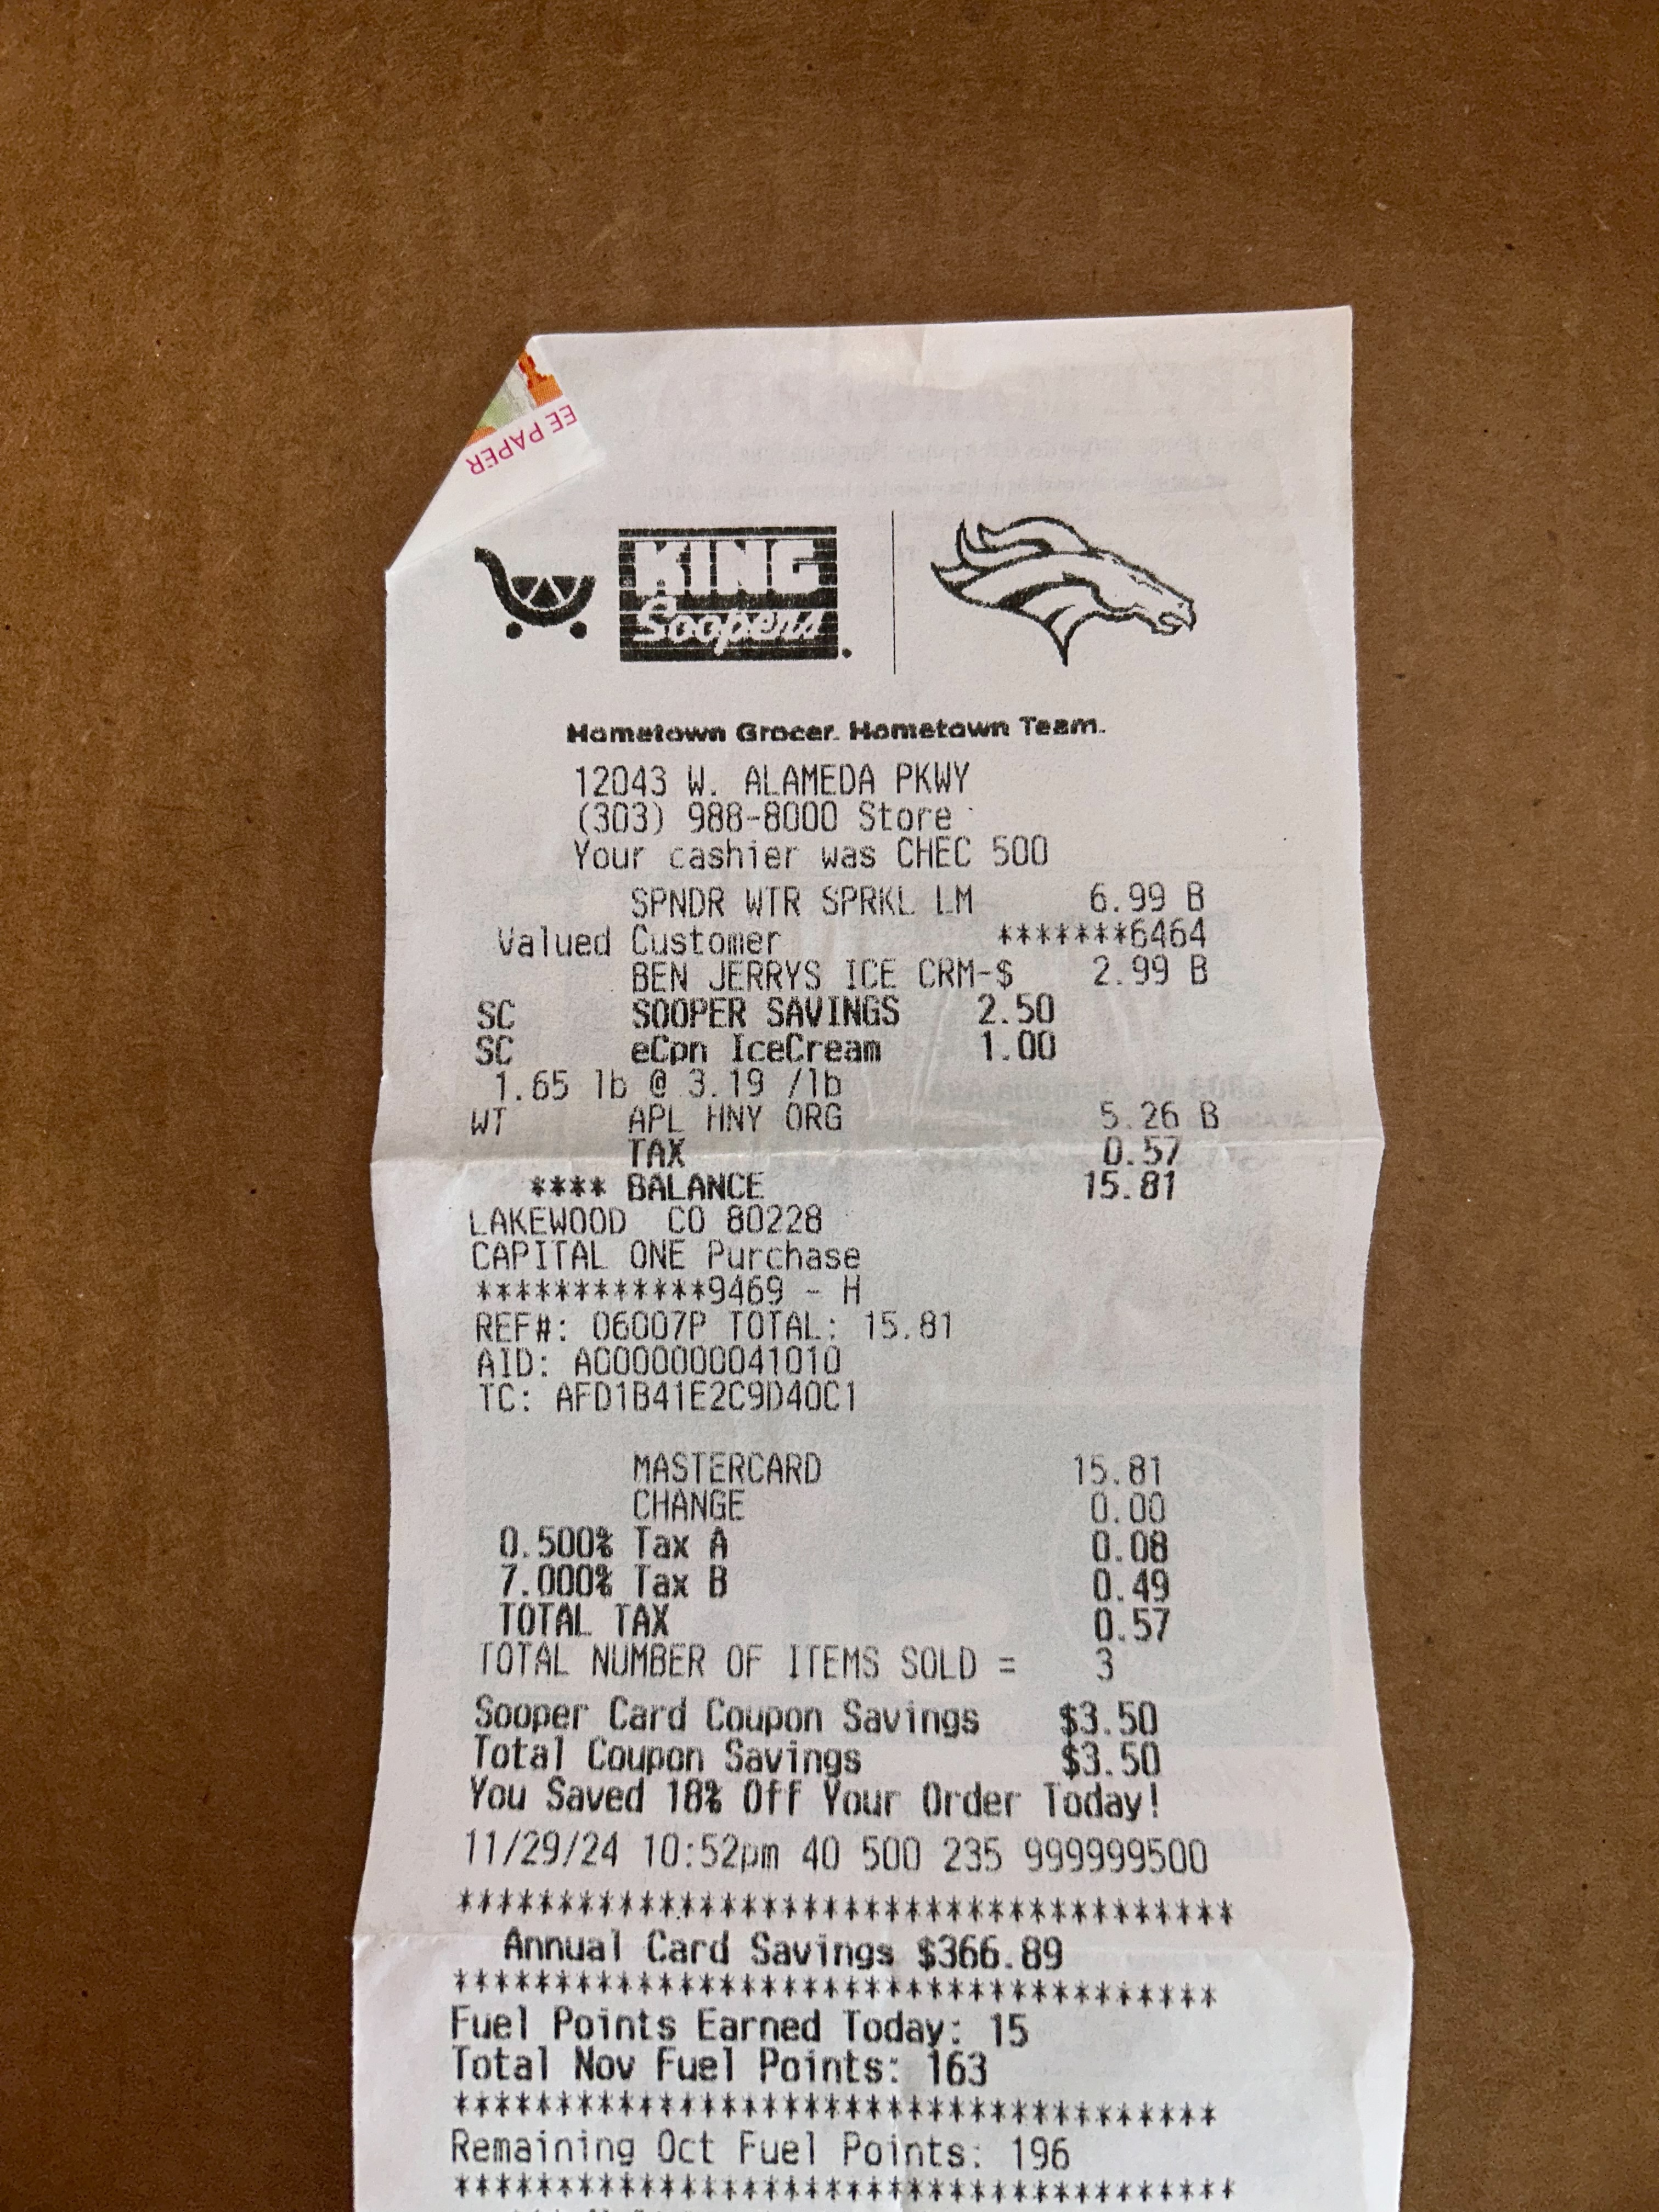 EE PAPER
KING
Soopers.
Hometown Grocer. Hometown Team.
12043 W. ALAMEDA PKWY
(303) 988-8000 Store
Your cashier was CHEC 500
SPNDR WTR SPRKL LM 6.99 B
Valued Customer *******6464
BEN JERRYS ICE CRM-$ 2.99 B
SC SOOPER SAVINGS 2.50
SC eCpn IceCream 1.00
1.65 lb @ 3.19 /lb
WT APL HNY ORG 5.26 B
TAX 0.57
**** BALANCE 15.81
LAKEWOOD CO 80228
CAPITAL ONE Purchase
************9469 - H
REF#: 06007P TOTAL: 15.81
AID: A0000000041010
TC: AFD1B41E2C9D40C1
MASTERCARD 15.81
CHANGE 0.00
0.500% Tax A 0.08
7.000% Tax B 0.49
TOTAL TAX 0.57
TOTAL NUMBER OF ITEMS SOLD = 3
Sooper Card Coupon Savings $3.50
Total Coupon Savings $3.50
You Saved 18% Off Your Order Today!
11/29/24 10:52pm 40 500 235 999999500
**************************************
Annual Card Savings $366.89
**************************************
Fuel Points Earned Today: 15
Total Nov Fuel Points: 163
**************************************
Remaining Oct Fuel Points: 196
**************************************